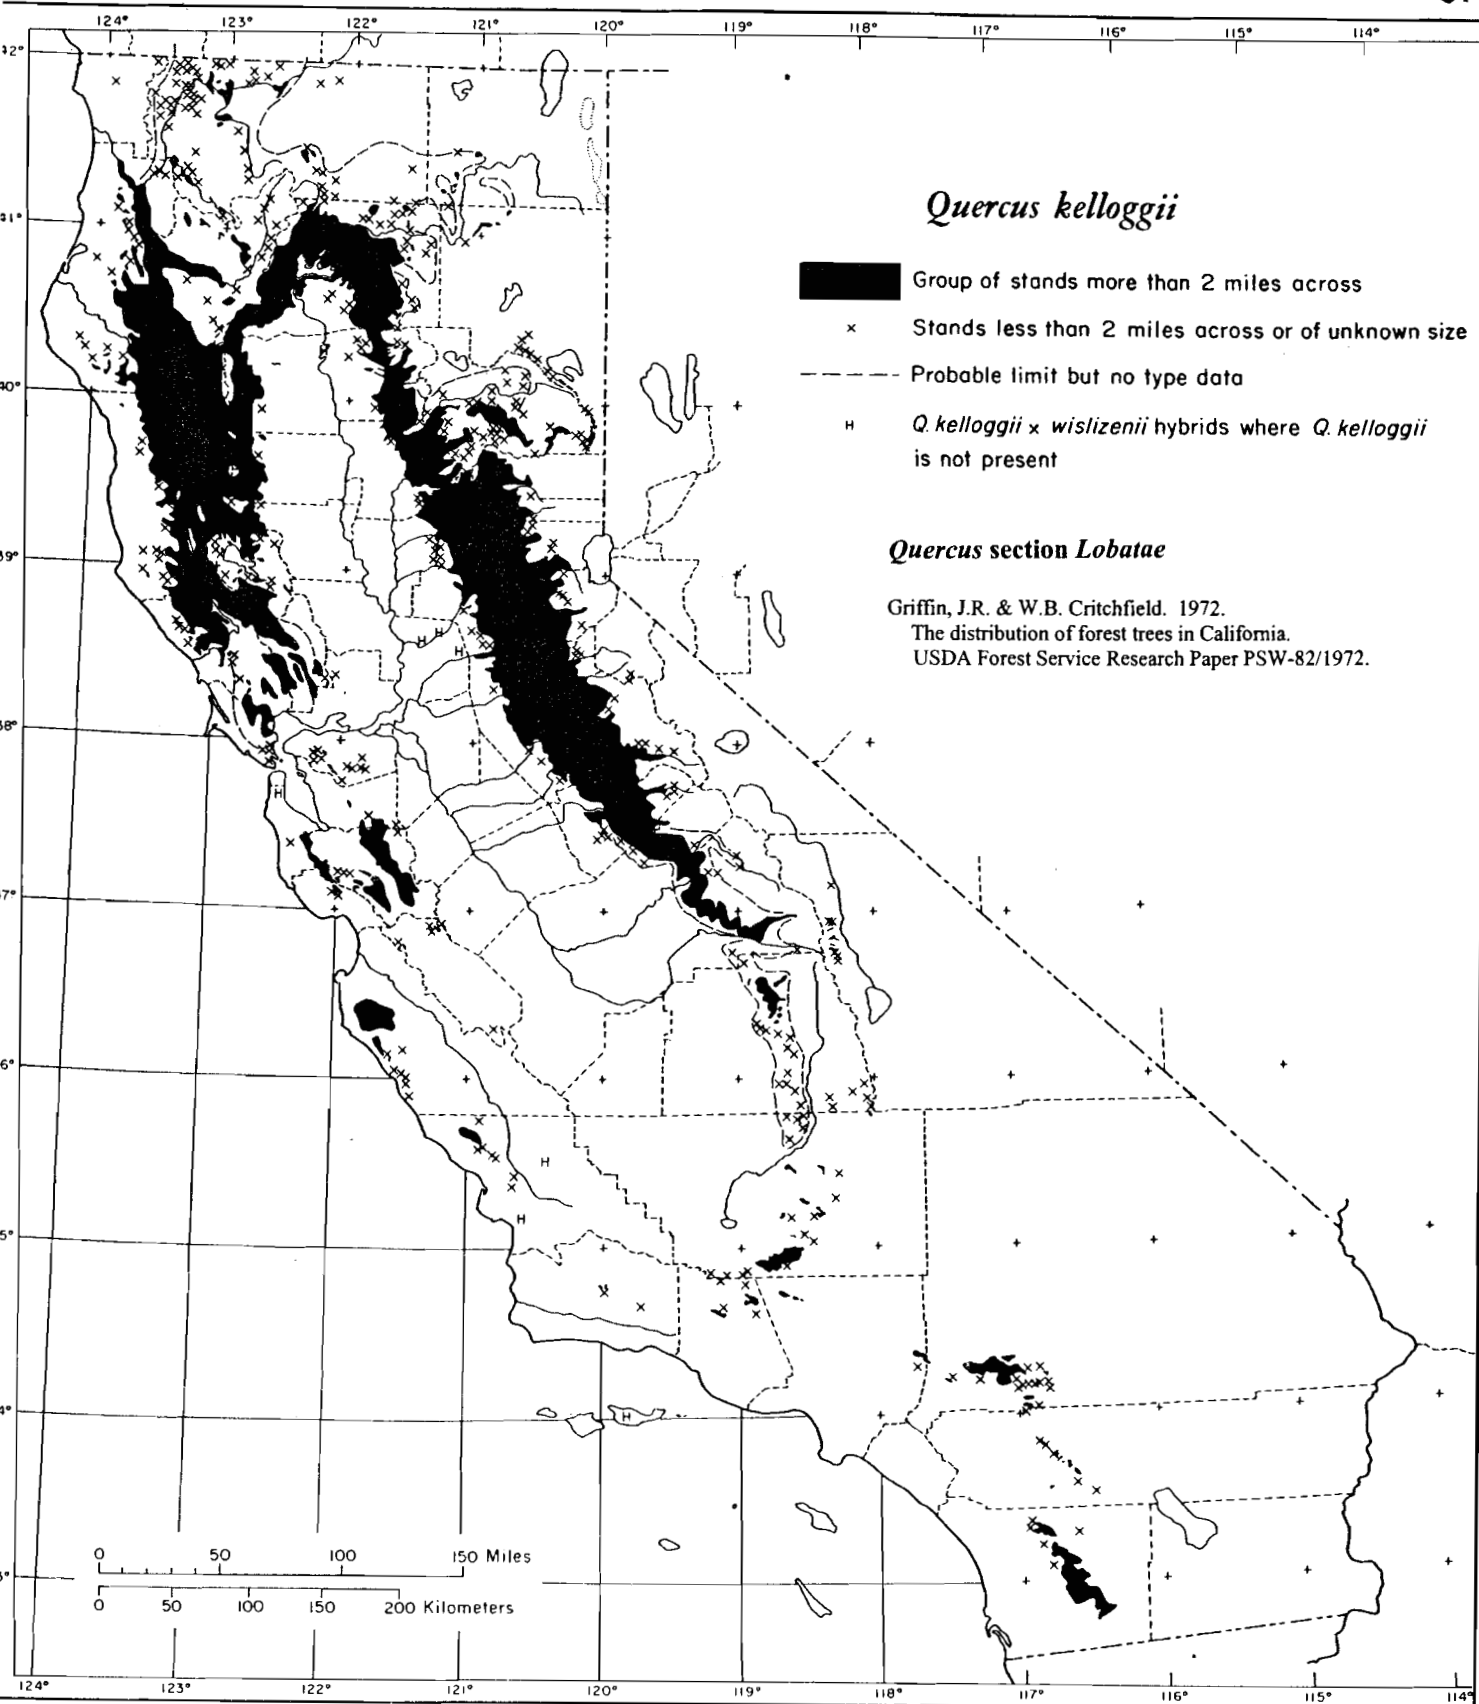 124° 123° 122° 121° 120° 119° 118° 117° 116° 115° 114°
Quercus kelloggii
Group of stands more than 2 miles across
× Stands less than 2 miles across or of unknown size
Probable limit but no type data
H Q. kelloggii x wislizenii hybrids where Q. kelloggii
is not present
Quercus section Lobatae
Griffin, J.R. & W.B. Critchfield. 1972.
The distribution of forest trees in California.
USDA Forest Service Research Paper PSW-82/1972.
H H
H
H
H
H
H
0 50 100 150 Miles
0 50 100 150 200 Kilometers
124° 123° 122° 121° 120° 119° 118° 117° 116° 115° 114°